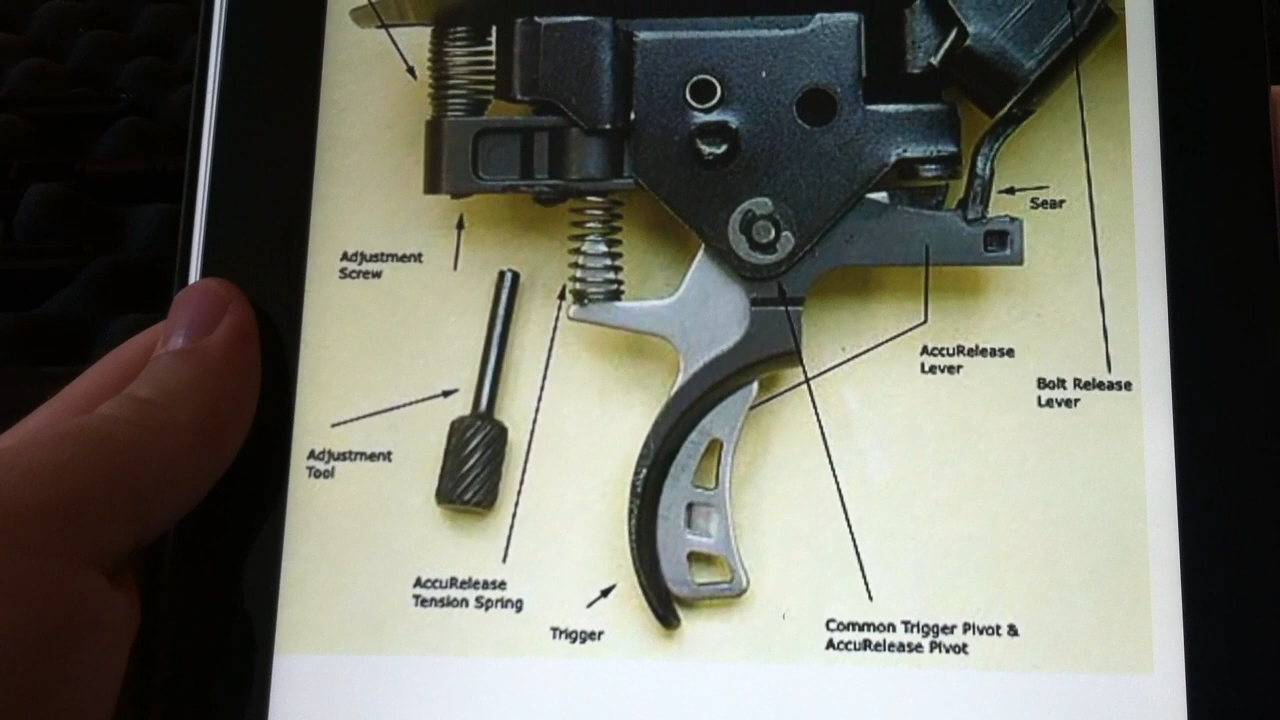 Sear
Adjustment
Screw
AccuRelease
Lever
Bolt Release
Lever
Adjustment
Tool
AccuRelease
Tension Spring
Trigger
Common Trigger Pivot &
AccuRelease Pivot